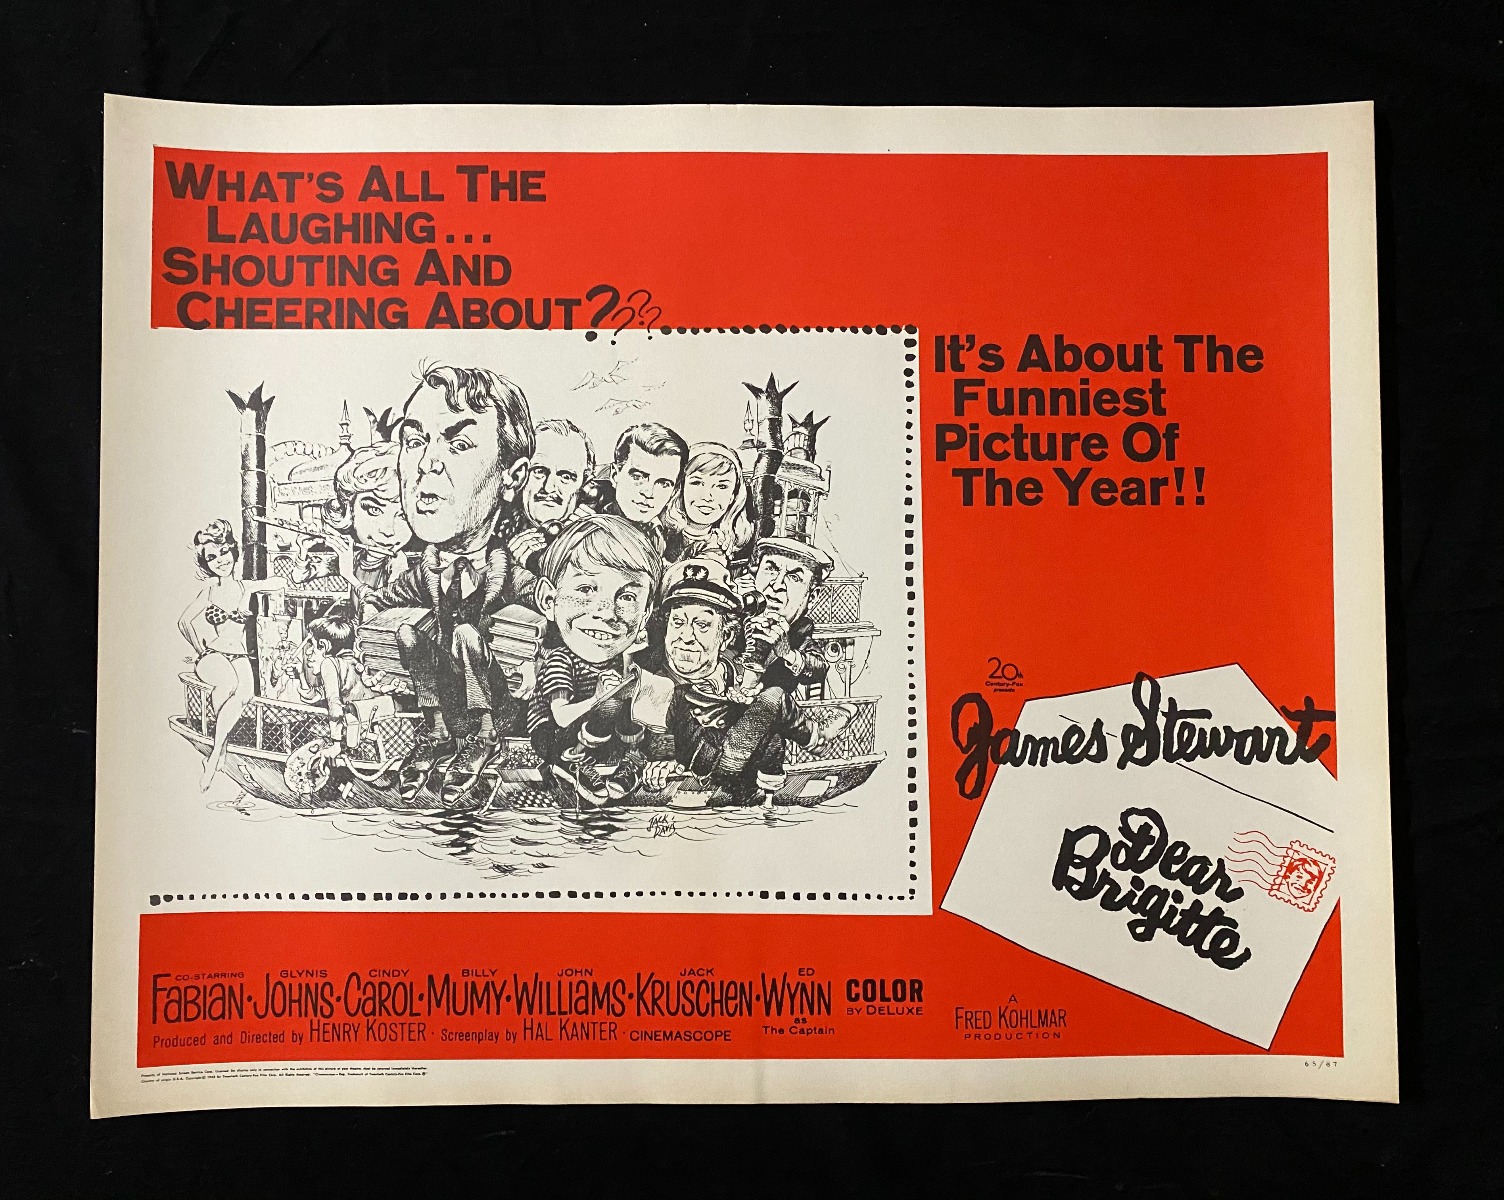 WHAT'S ALL THE
LAUGHING...
SHOUTING AND
CHEERING ABOUT????
It's About The
Funniest
Picture Of
The Year!!
JACK
DAVIS
20th
Century-Fox
presents
James Stewart
Dear
Brigitte
CO-STARRING
FABIAN · GLYNIS JOHNS · CINDY CAROL · BILLY MUMY · JOHN WILLIAMS · JACK KRUSCHEN · ED WYNN
as
The Captain
COLOR
BY DELUXE
Produced and Directed by HENRY KOSTER · Screenplay by HAL KANTER · CINEMASCOPE
A
FRED KOHLMAR
PRODUCTION
65/87